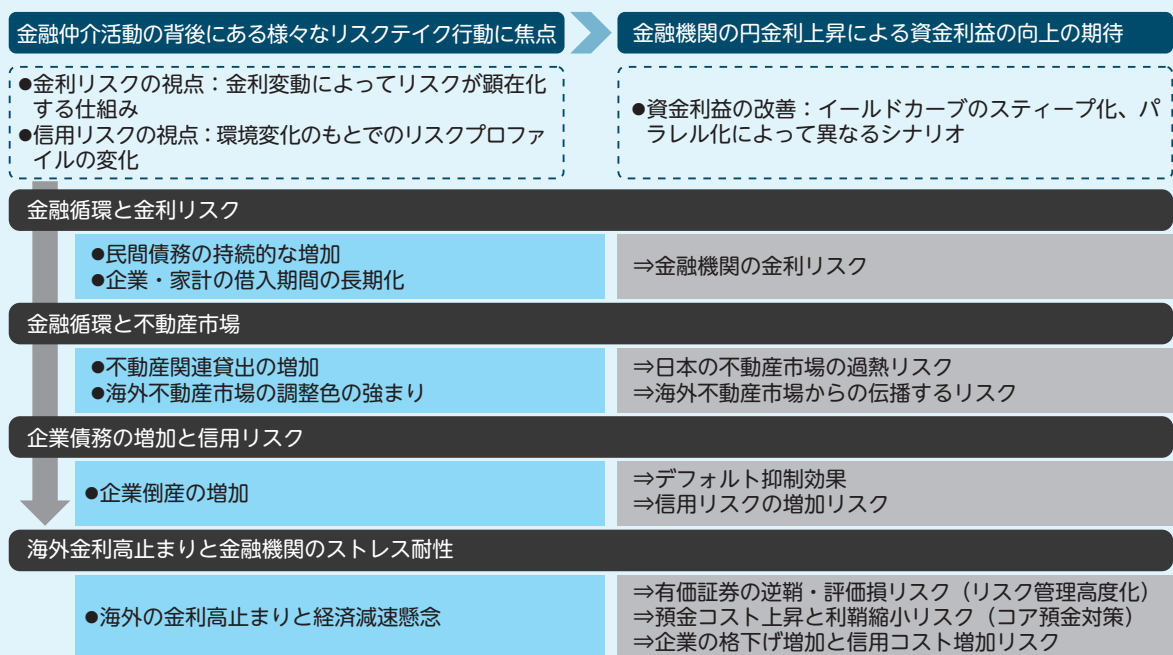 金融仲介活動の背後にある様々なリスクテイク行動に焦点
金融機関の円金利上昇による資金利益の向上の期待
●金利リスクの視点：金利変動によってリスクが顕在化
する仕組み
●信用リスクの視点：環境変化のもとでのリスクプロファ
イルの変化
●資金利益の改善：イールドカーブのスティープ化、パ
ラレル化によって異なるシナリオ
金融循環と金利リスク
●民間債務の持続的な増加
●企業・家計の借入期間の長期化
⇒金融機関の金利リスク
金融循環と不動産市場
●不動産関連貸出の増加
●海外不動産市場の調整色の強まり
⇒日本の不動産市場の過熱リスク
⇒海外不動産市場からの伝播するリスク
企業債務の増加と信用リスク
●企業倒産の増加
⇒デフォルト抑制効果
⇒信用リスクの増加リスク
海外金利高止まりと金融機関のストレス耐性
●海外の金利高止まりと経済減速懸念
⇒有価証券の逆鞘・評価損リスク（リスク管理高度化）
⇒預金コスト上昇と利鞘縮小リスク（コア預金対策）
⇒企業の格下げ増加と信用コスト増加リスク